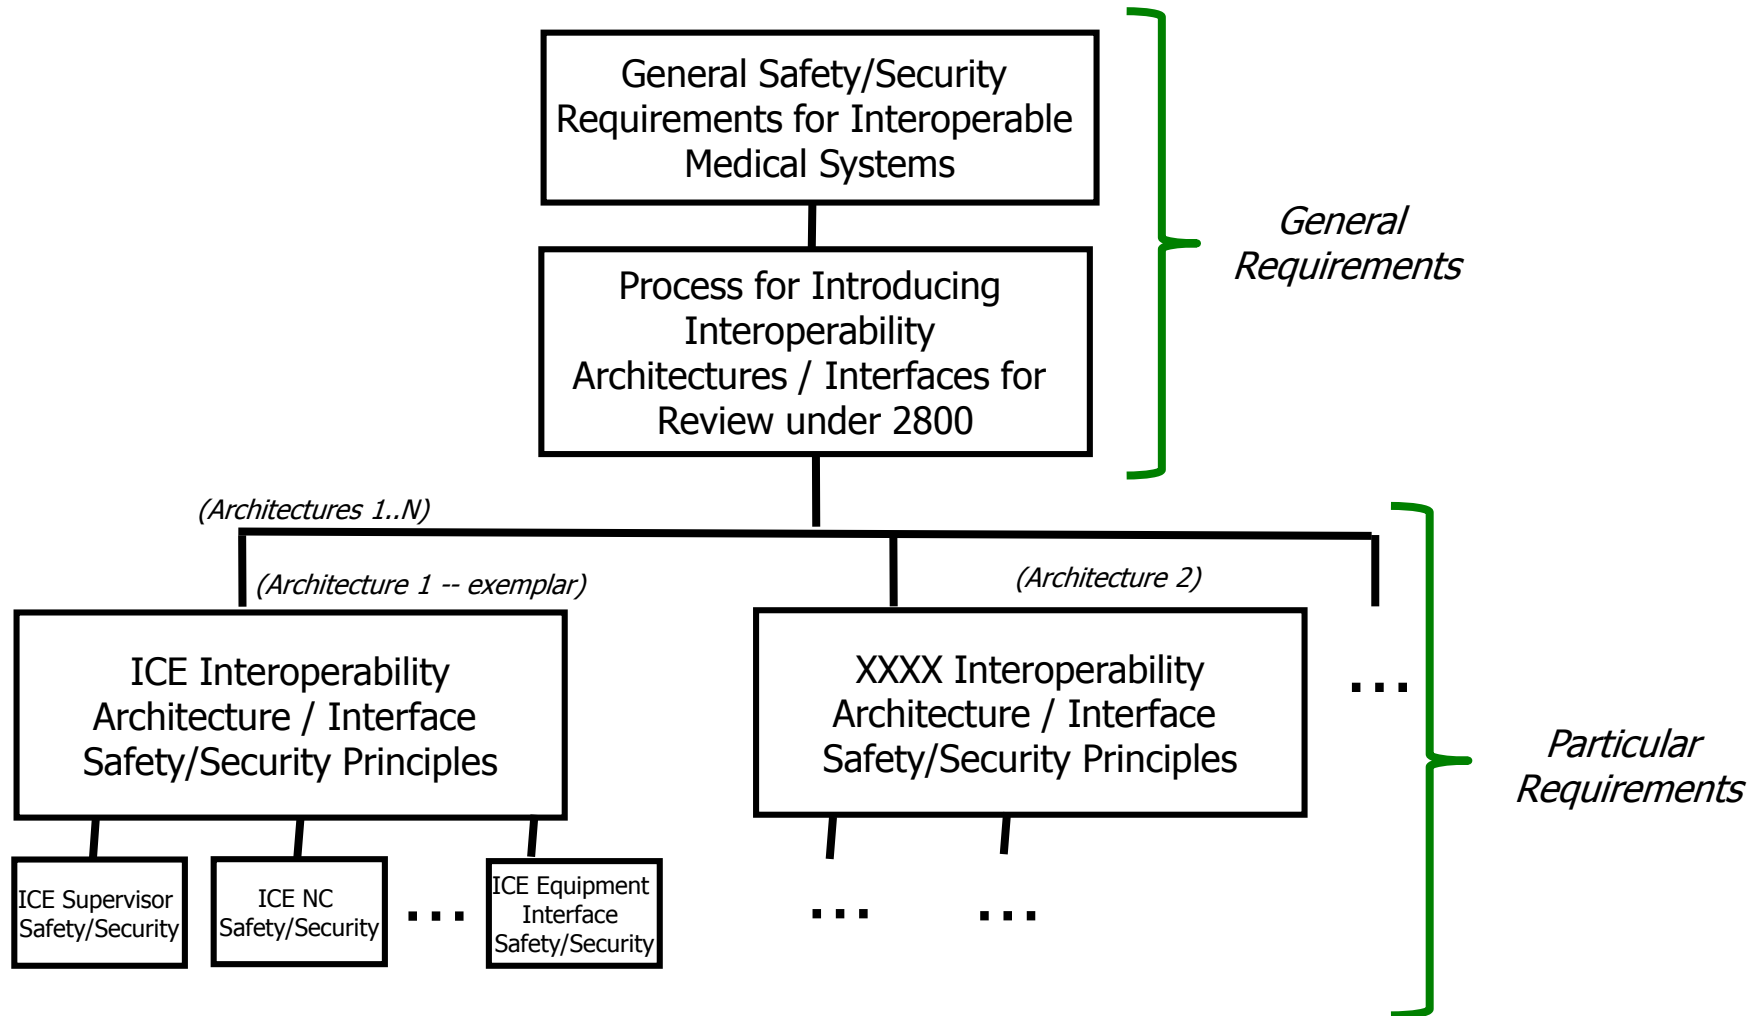 General Safety/Security
Requirements for Interoperable
Medical Systems
General
Requirements
Process for Introducing
Interoperability
Architectures / Interfaces for
Review under 2800
(Architectures 1..N)
(Architecture 1 -- exemplar)
(Architecture 2)
ICE Interoperability
Architecture / Interface
Safety/Security Principles
XXXX Interoperability
Architecture / Interface
Safety/Security Principles
...
Particular
Requirements
ICE Supervisor
Safety/Security
ICE NC
Safety/Security
...
ICE Equipment
Interface
Safety/Security
...
...